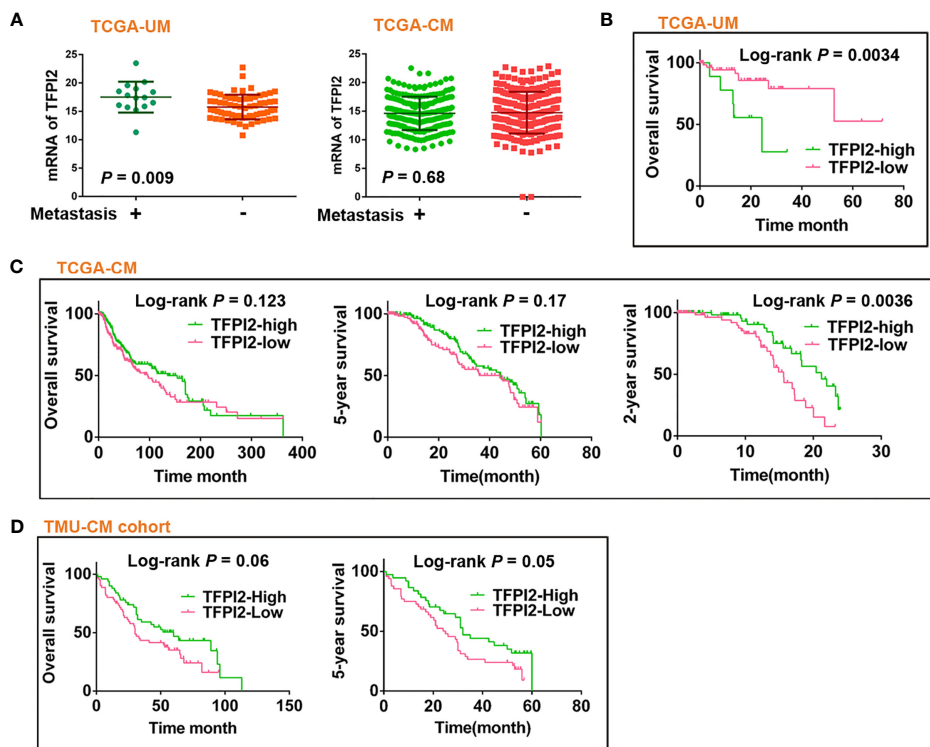 A
TCGA-UM
TCGA-CM
mRNA of TFPI2
25
20
15
10
5
0
P = 0.009
Metastasis + -
mRNA of TFPI2
25
20
15
10
5
0
P = 0.68
Metastasis + -
B
TCGA-UM
Log-rank P = 0.0034
Overall survival
100
50
0
TFPI2-high
TFPI2-low
0 20 40 60 80
Time month
C
TCGA-CM
Log-rank P = 0.123
Overall survival
100
50
0
TFPI2-high
TFPI2-low
0 100 200 300 400
Time month
Log-rank P = 0.17
5-year survival
100
50
0
TFPI2-high
TFPI2-low
0 20 40 60 80
Time(month)
Log-rank P = 0.0036
2-year survival
100
50
0
TFPI2-high
TFPI2-low
0 10 20 30
Time(month)
D
TMU-CM cohort
Log-rank P = 0.06
Overall survival
100
50
0
TFPI2-High
TFPI2-Low
0 50 100 150
Time month
Log-rank P = 0.05
5-year survival
100
50
0
TFPI2-High
TFPI2-Low
0 20 40 60 80
Time(month)